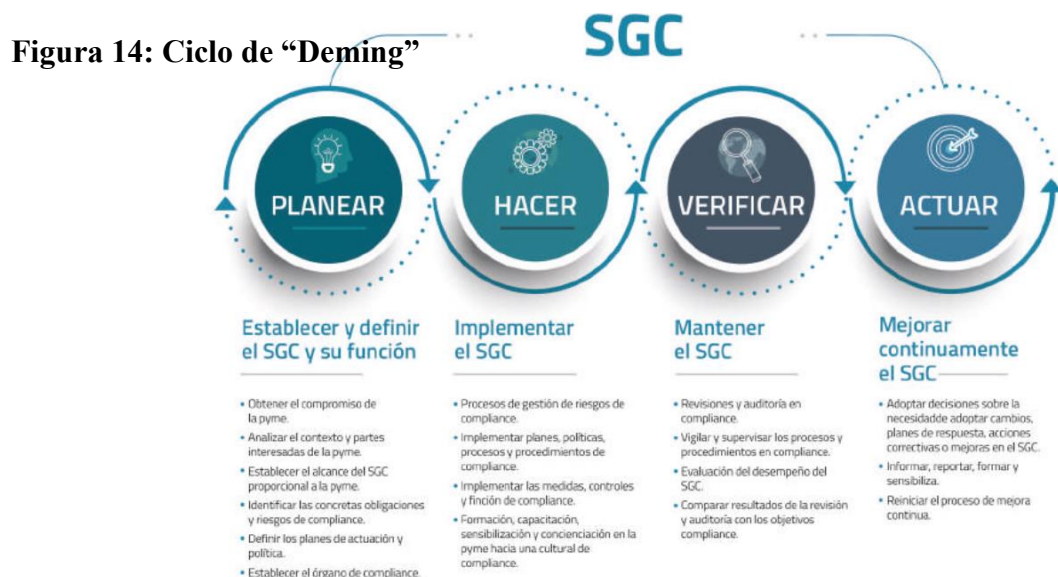 SGC
Figura 14: Ciclo de “Deming”
PLANEAR
HACER
VERIFICAR
ACTUAR
Establecer y definir
el SGC y su función
• Obtener el compromiso de
la pyme.
• Analizar el contexto y partes
interesadas de la pyme.
• Establecer el alcance del SGC
proporcional a la pyme.
• Identificar las concretas obligaciones
y riesgos de compliance.
• Definir los planes de actuación y
política.
• Establecer el órgano de compliance.
Implementar
el SGC
• Procesos de gestión de riesgos de
compliance.
• Implementar planes, políticas,
procesos y procedimientos de
compliance.
• Implementar las medidas, controles
y finción de compliance.
• Formación, capacitación,
sensibilización y concienciación en la
pyme hacia una cultural de
compliance.
Mantener
el SGC
• Revisiones y auditoría en
compliance.
• Vigilar y supervisar los procesos y
procedimientos en compliance.
• Evaluación del desempeño del
SGC.
• Comparar resultados de la revisión
y auditoría con los objetivos
compliance.
Mejorar
continuamente
el SGC
• Adoptar decisiones sobre la
necesidadde adoptar cambios,
planes de respuesta, acciones
correctivas o mejoras en el SGC.
• Informar, reportar, formar y
sensibiliza.
• Reiniciar el proceso de mejora
continua.